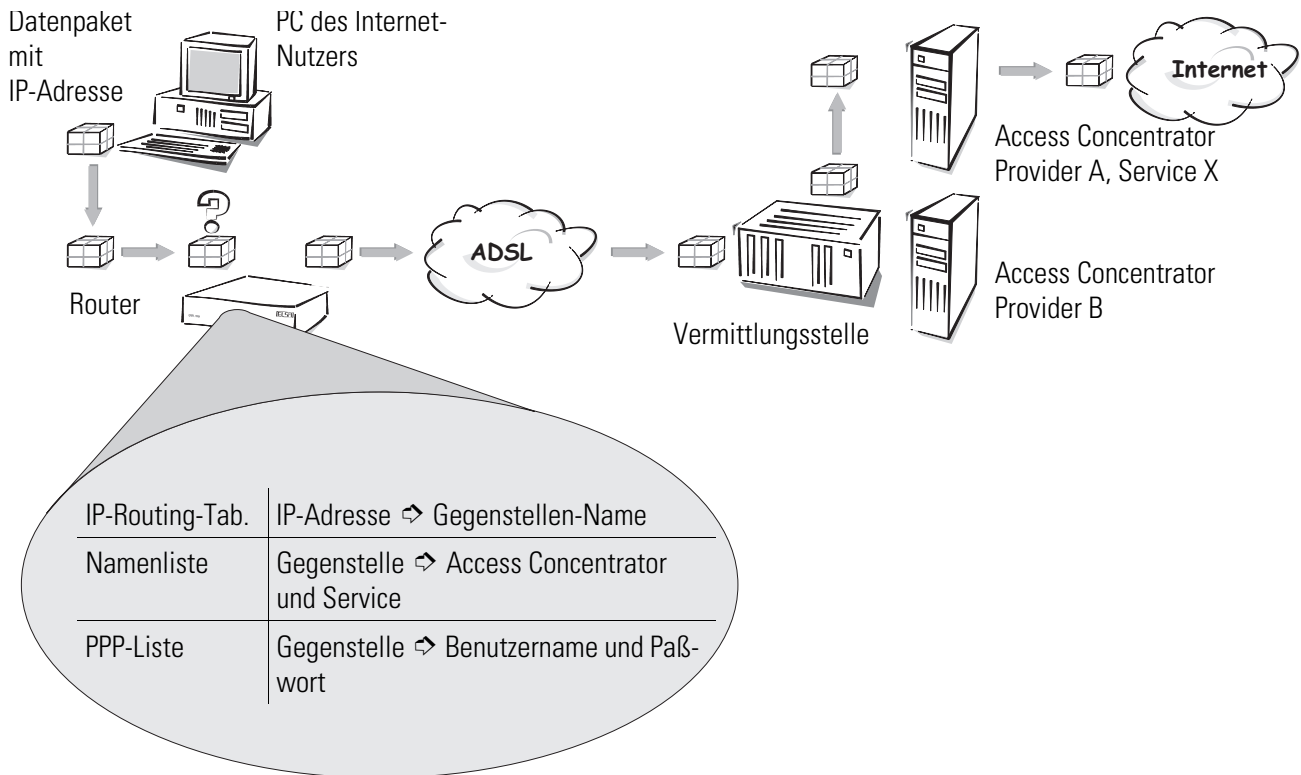 Datenpaket
mit
IP-Adresse
PC des Internet-
Nutzers
Internet
Access Concentrator
Provider A, Service X
ADSL
Router
Vermittlungsstelle
Access Concentrator
Provider B
IP-Routing-Tab.
IP-Adresse ➩ Gegenstellen-Name
Namenliste
Gegenstelle ➩ Access Concentrator
und Service
PPP-Liste
Gegenstelle ➩ Benutzername und Paß-
wort